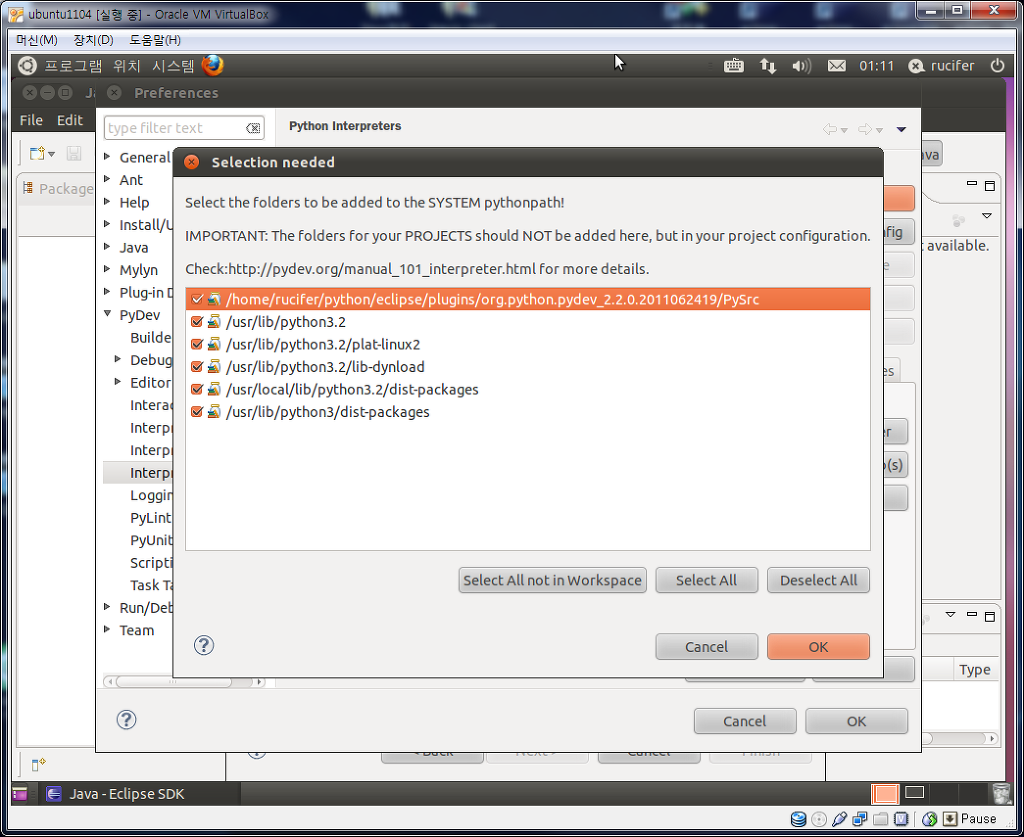 ubuntu1104 [실행 중] - Oracle VM VirtualBox
머신(M) 장치(D) 도움말(H)
프로그램 위치 시스템 01:11 rucifer
Preferences
File Edit
type filter text
Python Interpreters
General
Ant
Help
Install/U
Java
Mylyn
Plug-in D
PyDev
Builde
Debug
Editor
Interac
Interpr
Interpr
Interpr
Loggin
PyLint
PyUnit
Scripti
Task Ta
Run/Deb
Team
Package
ava
nfig
available.
es
er
(s)
Selection needed
Select the folders to be added to the SYSTEM pythonpath!
IMPORTANT: The folders for your PROJECTS should NOT be added here, but in your project configuration.
Check:http://pydev.org/manual_101_interpreter.html for more details.
/home/rucifer/python/eclipse/plugins/org.python.pydev_2.2.0.2011062419/PySrc
/usr/lib/python3.2
/usr/lib/python3.2/plat-linux2
/usr/lib/python3.2/lib-dynload
/usr/local/lib/python3.2/dist-packages
/usr/lib/python3/dist-packages
Select All not in Workspace Select All Deselect All
Cancel OK
Type
Cancel OK
< Back Next > Cancel Finish
Java - Eclipse SDK
Pause